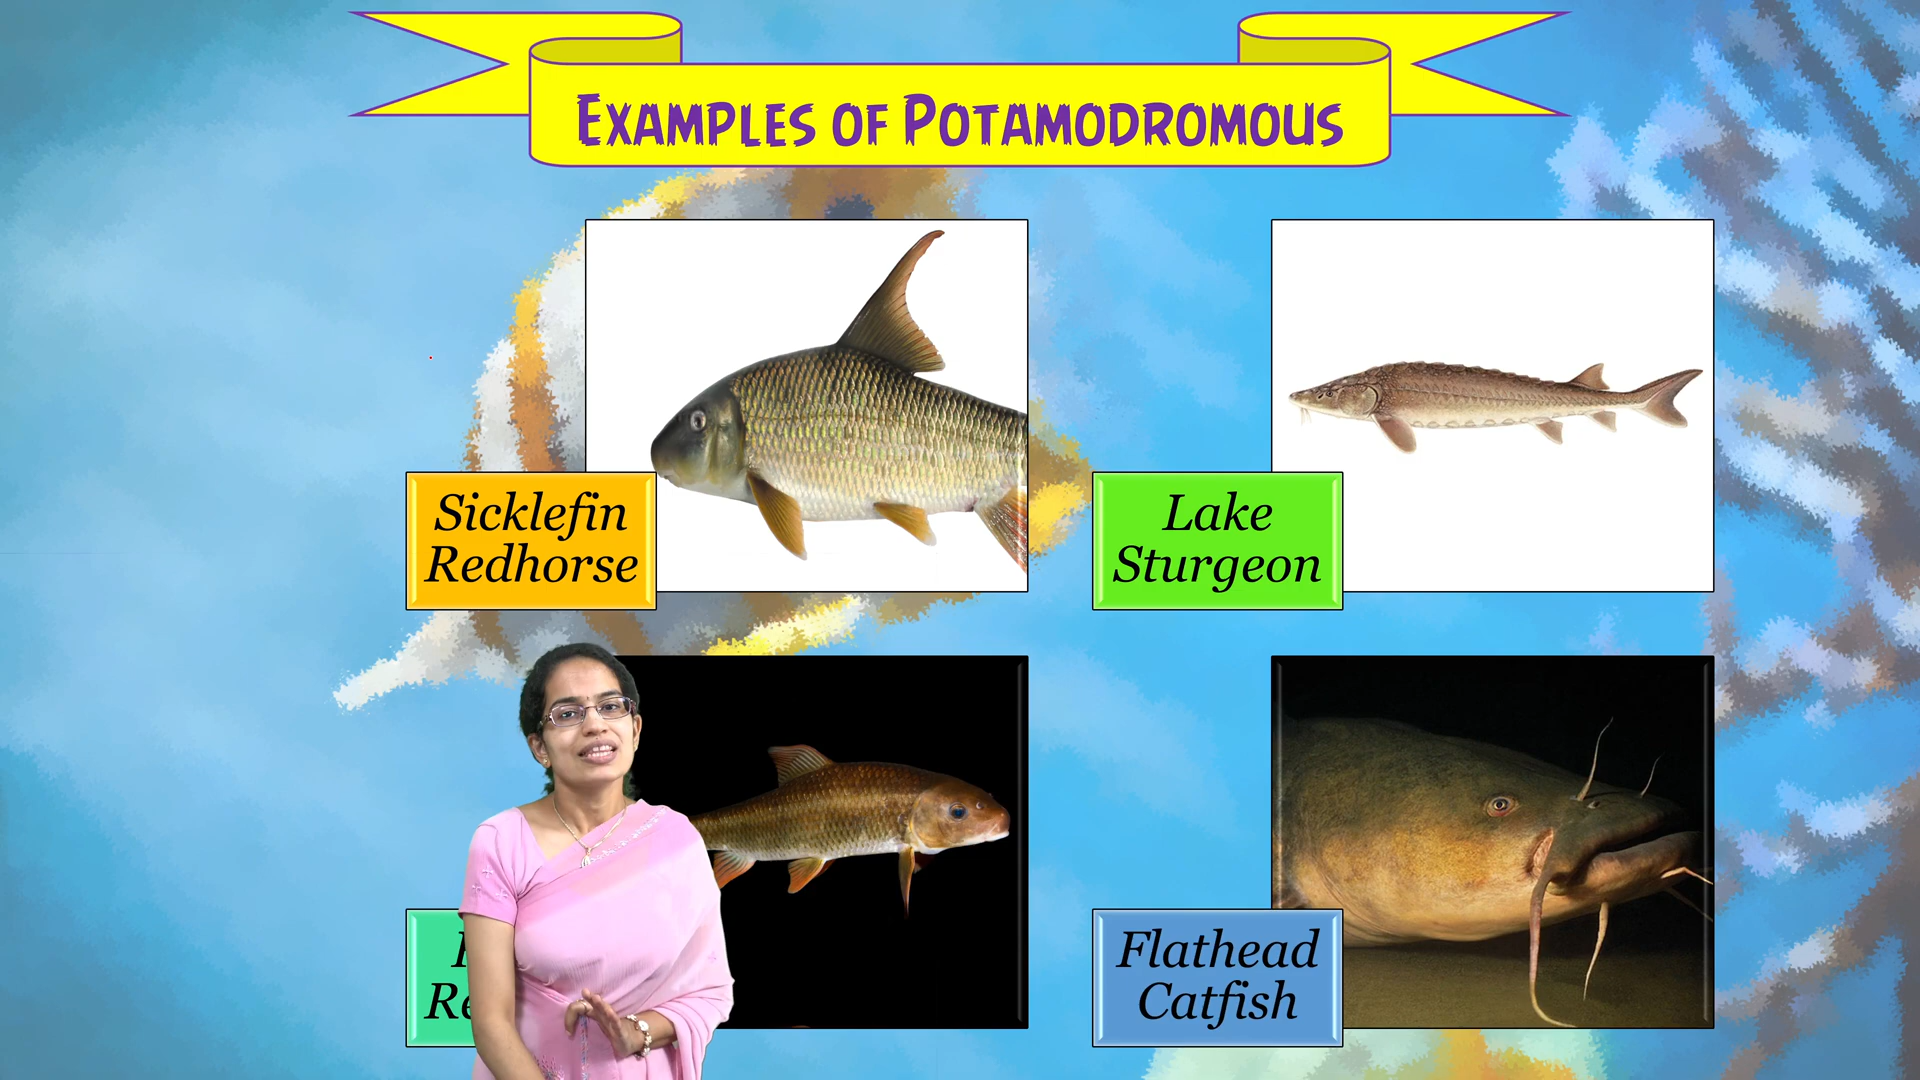 Examples of Potamodromous
Sicklefin
Redhorse
Lake
Sturgeon
Flathead
Catfish